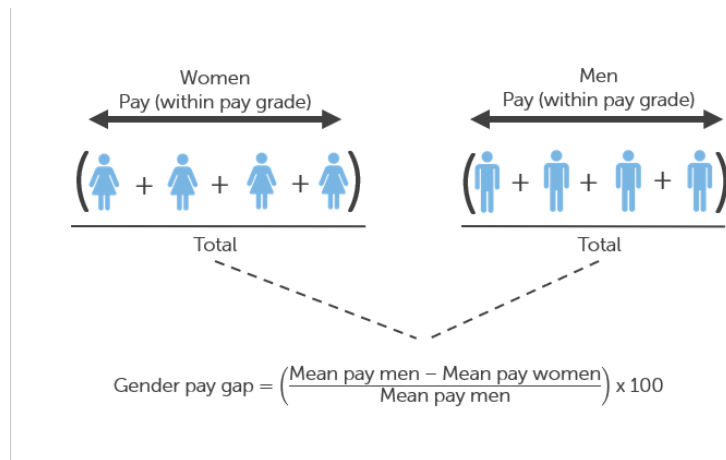 Women
Pay (within pay grade)
Men
Pay (within pay grade)
( + + + )
Total
( + + + )
Total
Gender pay gap = (Mean pay men – Mean pay women / Mean pay men) x 100